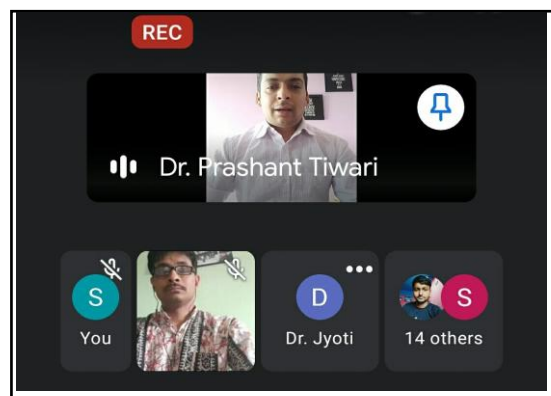 REC
Dr. Prashant Tiwari
S
You
D
Dr. Jyoti
S
14 others